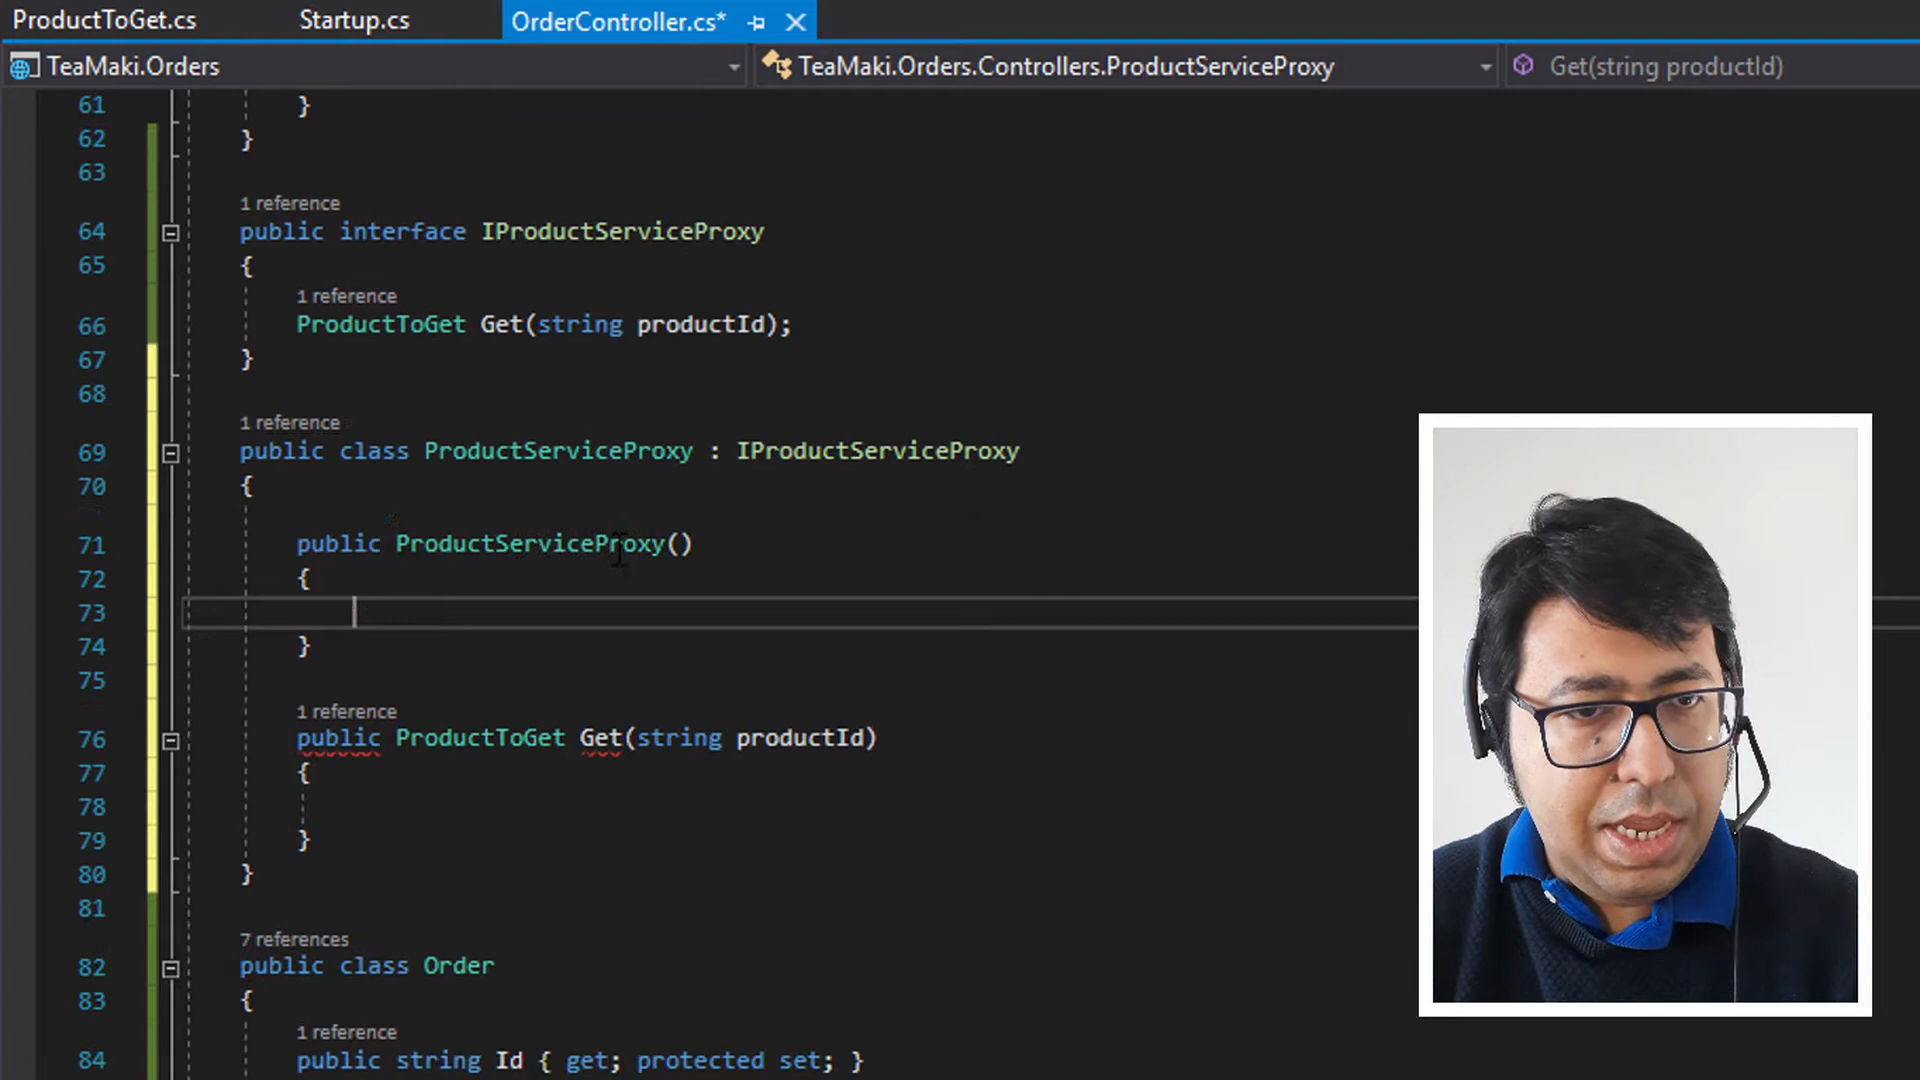 ProductToGet.cs Startup.cs OrderController.cs*
TeaMaki.Orders TeaMaki.Orders.Controllers.ProductServiceProxy Get(string productId)
61 }
62 }
63
1 reference
64 public interface IProductServiceProxy
65 {
1 reference
66 ProductToGet Get(string productId);
67 }
68
1 reference
69 public class ProductServiceProxy : IProductServiceProxy
70 {
71 public ProductServiceProxy()
72 {
73
74 }
75
1 reference
76 public ProductToGet Get(string productId)
77 {
78
79 }
80 }
81
7 references
82 public class Order
83 {
1 reference
84 public string Id { get; protected set; }